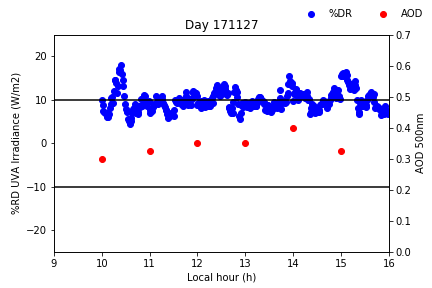 %DR AOD
Day 171127
%RD UVA Irradiance (W/m2)
20
10
0
−10
−20
0.7
0.6
0.5
0.4
0.3
0.2
0.1
0.0
AOD 500nm
9 10 11 12 13 14 15 16
Local hour (h)